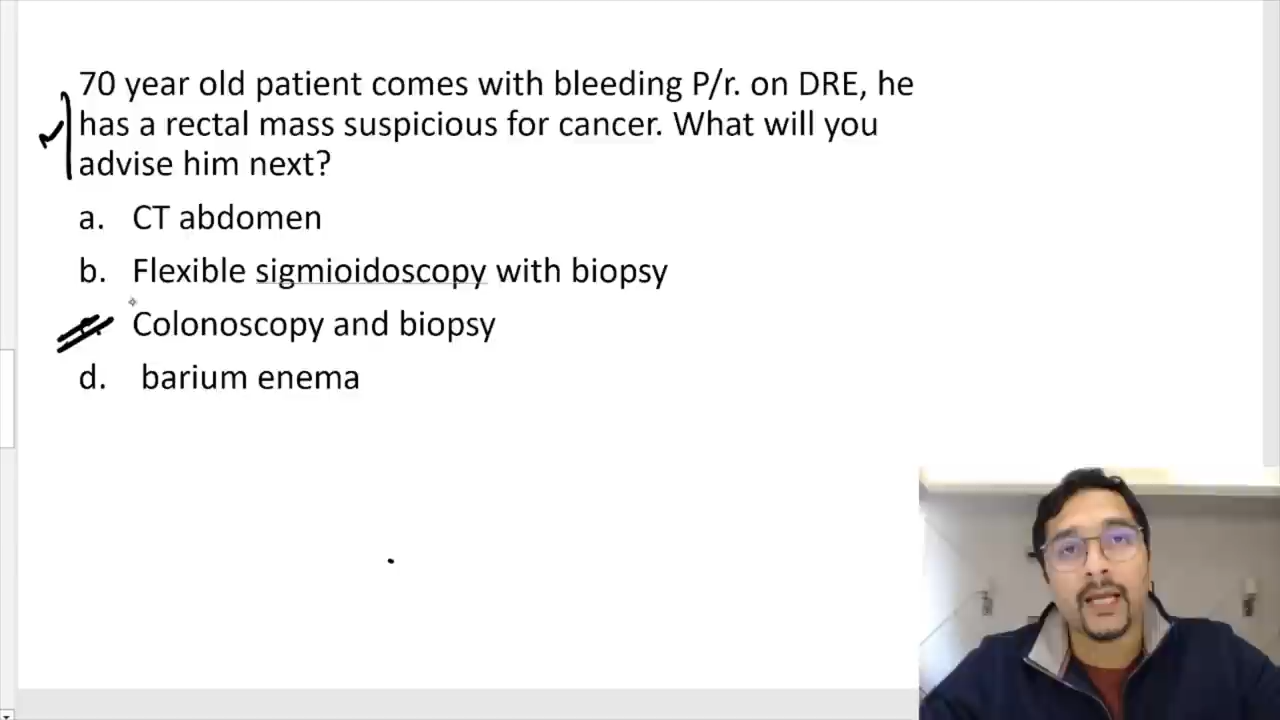 70 year old patient comes with bleeding P/r. on DRE, he
has a rectal mass suspicious for cancer. What will you
advise him next?
a. CT abdomen
b. Flexible sigmioidoscopy with biopsy
Colonoscopy and biopsy
d. barium enema